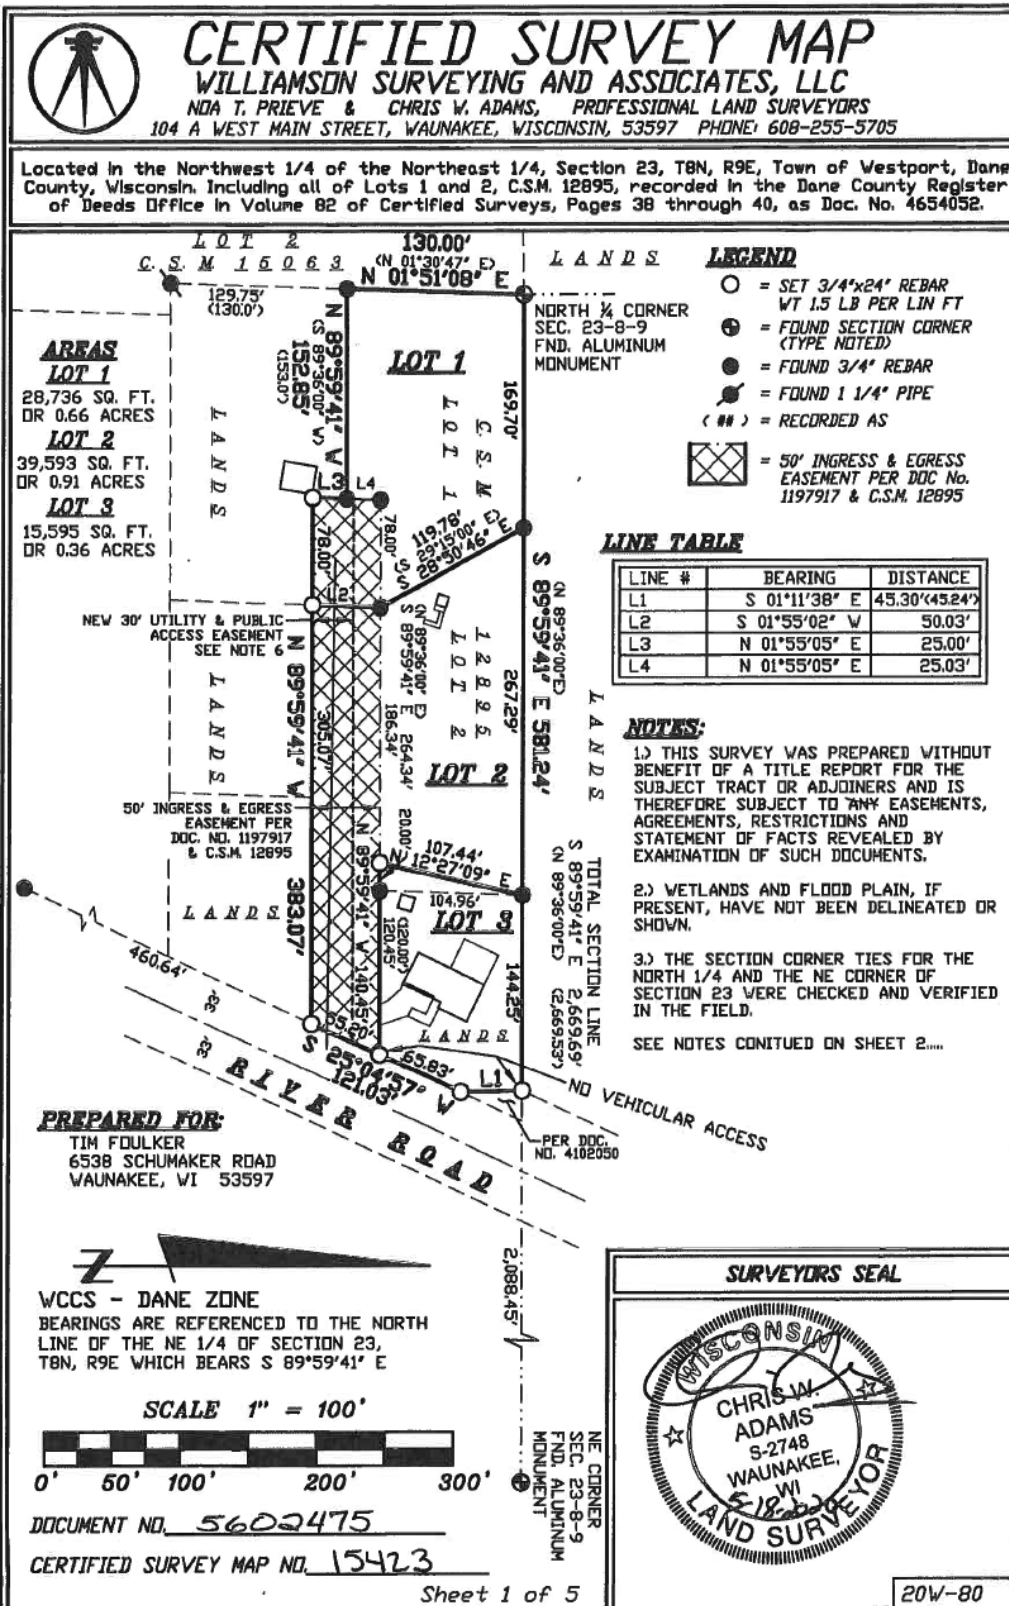 CERTIFIED SURVEY MAP
WILLIAMSON SURVEYING AND ASSOCIATES, LLC
NOA T. PRIEVE & CHRIS W. ADAMS, PROFESSIONAL LAND SURVEYORS
104 A WEST MAIN STREET, WAUNAKEE, WISCONSIN, 53597 PHONE: 608-255-5705
Located in the Northwest 1/4 of the Northeast 1/4, Section 23, T8N, R9E, Town of Westport, Dane
County, Wisconsin. Including all of Lots 1 and 2, C.S.M. 12895, recorded in the Dane County Register
of Deeds Office in Volume 82 of Certified Surveys, Pages 38 through 40, as Doc. No. 4654052.
LOT 2
C.S.M. 15063
129.75'
(130.0')
130.00'
(N 01°30'47" E)
N 01°51'08" E
LANDS
NORTH 1/4 CORNER
SEC. 23-8-9
FND. ALUMINUM
MONUMENT
LEGEND
= SET 3/4"x24" REBAR
WT 1.5 LB PER LIN FT
= FOUND SECTION CORNER
(TYPE NOTED)
= FOUND 3/4" REBAR
= FOUND 1 1/4" PIPE
( ## ) = RECORDED AS
= 50' INGRESS & EGRESS
EASEMENT PER DOC No.
1197917 & C.S.M. 12895
AREAS
LOT 1
28,736 SQ. FT.
OR 0.66 ACRES
LOT 2
39,593 SQ. FT.
OR 0.91 ACRES
LOT 3
15,595 SQ. FT.
OR 0.36 ACRES
LANDS
N 89°59'41" W
(S 89°36'00" W)
152.85'
(153.0')
LOT 1
C.S.M.
LOT 1
169.70'
L3
L4
78.00'
78.00'
119.78'
(S 29°15'00" E)
S 28°50'46" E
L2
NEW 30' UTILITY & PUBLIC
ACCESS EASEMENT
SEE NOTE 6
LINE TABLE
LINE # BEARING DISTANCE
L1 S 01°11'38" E 45.30'(45.24')
L2 S 01°55'02" W 50.03'
L3 N 01°55'05" E 25.00'
L4 N 01°55'05" E 25.03'
LANDS
N 89°59'41" W
383.07'
305.07'
(N 89°36'00" E)
S 89°59'41" E 264.34'
186.34'
20.00'
12895
LOT 2
LOT 2
267.29'
(N 89°36'00"E)
S 89°59'41" E 581.24'
LANDS
50' INGRESS & EGRESS
EASEMENT PER
DOC. NO. 1197917
& C.S.M. 12895
NOTES:
1.) THIS SURVEY WAS PREPARED WITHOUT
BENEFIT OF A TITLE REPORT FOR THE
SUBJECT TRACT OR ADJOINERS AND IS
THEREFORE SUBJECT TO ANY EASEMENTS,
AGREEMENTS, RESTRICTIONS AND
STATEMENT OF FACTS REVEALED BY
EXAMINATION OF SUCH DOCUMENTS.
2.) WETLANDS AND FLOOD PLAIN, IF
PRESENT, HAVE NOT BEEN DELINEATED OR
SHOWN.
3.) THE SECTION CORNER TIES FOR THE
NORTH 1/4 AND THE NE CORNER OF
SECTION 23 WERE CHECKED AND VERIFIED
IN THE FIELD.
SEE NOTES CONITUED ON SHEET 2.....
107.44'
N 12°27'09" E
104.96'
LOT 3
N 89°59'41" W 140.45'
(120.00')
120.45'
144.25'
TOTAL SECTION LINE
S 89°59'41" E 2,669.69'
(N 89°36'00"E) (2,669.53')
LANDS
460.64'
33'
33'
RIVER ROAD
55.20'
65.83'
S 25°04'57" W
121.03'
LANDS
L1
NO VEHICULAR ACCESS
PER DOC.
NO. 4102050
PREPARED FOR:
TIM FOULKER
6538 SCHUMAKER ROAD
WAUNAKEE, WI 53597
N
WCCS - DANE ZONE
BEARINGS ARE REFERENCED TO THE NORTH
LINE OF THE NE 1/4 OF SECTION 23,
T8N, R9E WHICH BEARS S 89°59'41" E
2,088.45'
SCALE 1" = 100'
0' 50' 100' 200' 300'
NE CORNER
SEC. 23-8-9
FND. ALUMINUM
MONUMENT
DOCUMENT NO. 5602475
CERTIFIED SURVEY MAP NO. 15423
Sheet 1 of 5
SURVEYORS SEAL
WISCONSIN
CHRIS W.
ADAMS
S-2748
WAUNAKEE,
WI
5-18-2020
LAND SURVEYOR
20W-80